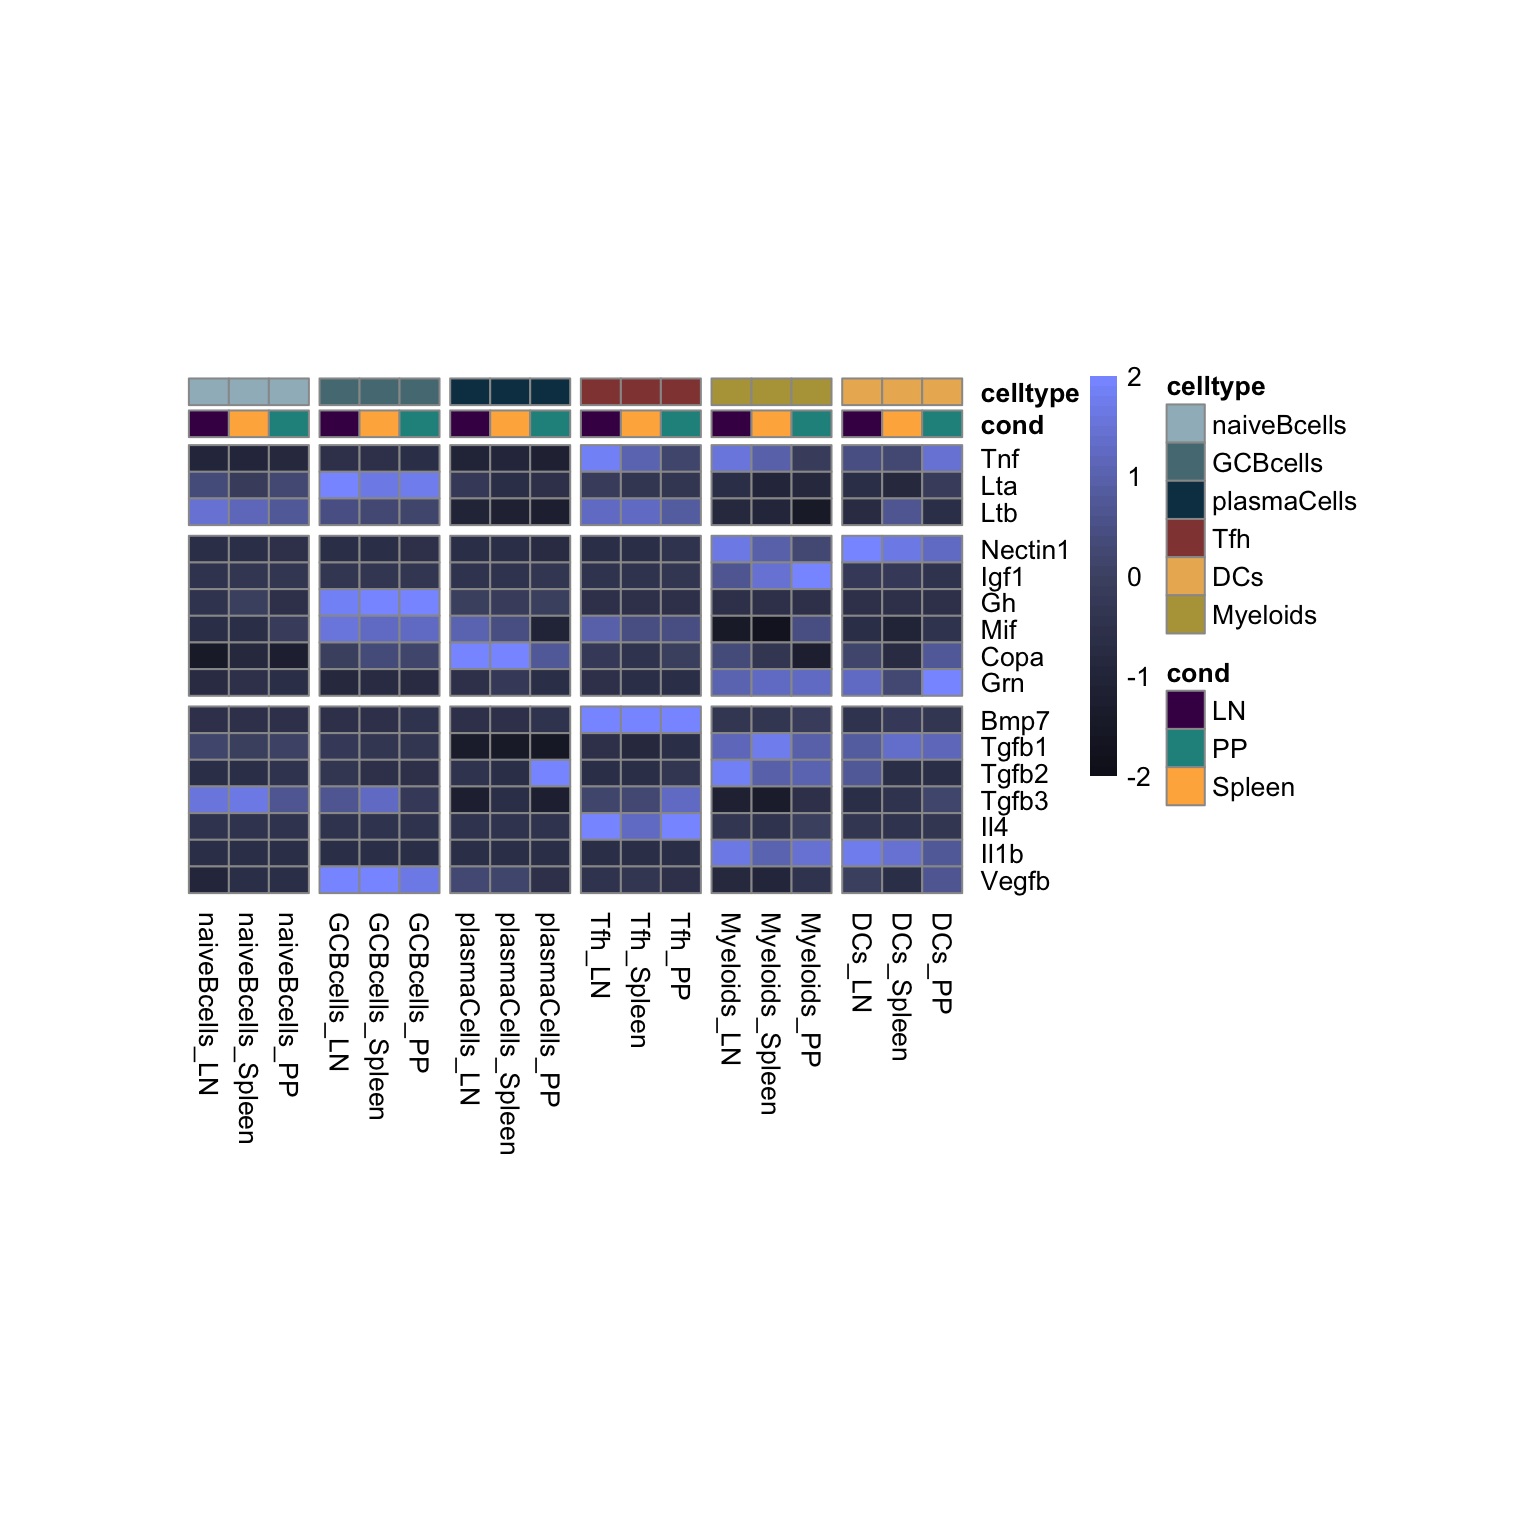 celltype
cond
Tnf
Lta
Ltb
Nectin1
Igf1
Gh
Mif
Copa
Grn
Bmp7
Tgfb1
Tgfb2
Tgfb3
Il4
Il1b
Vegfb
naiveBcells_LN
naiveBcells_Spleen
naiveBcells_PP
GCBcells_LN
GCBcells_Spleen
GCBcells_PP
plasmaCells_LN
plasmaCells_Spleen
plasmaCells_PP
Tfh_LN
Tfh_Spleen
Tfh_PP
Myeloids_LN
Myeloids_Spleen
Myeloids_PP
DCs_LN
DCs_Spleen
DCs_PP
2
1
0
-1
-2
celltype
naiveBcells
GCBcells
plasmaCells
Tfh
DCs
Myeloids
cond
LN
PP
Spleen